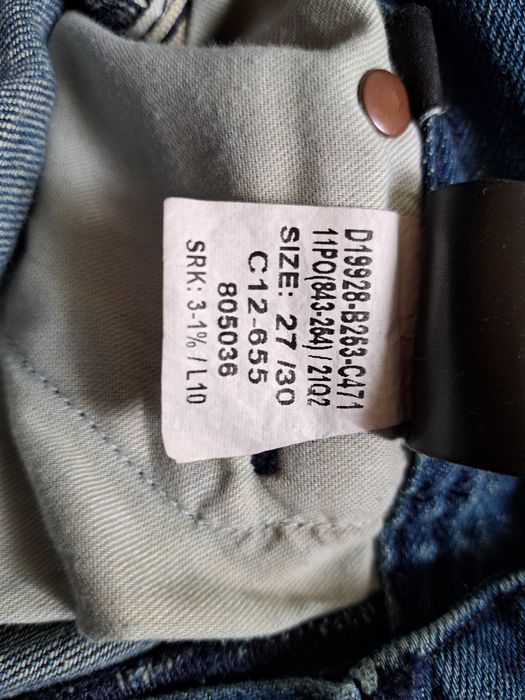 D19928-B263-C471
11PO(843-264) / 21Q2
SIZE: 27 /30
C12-655
805036
SRK: 3-1% / L10